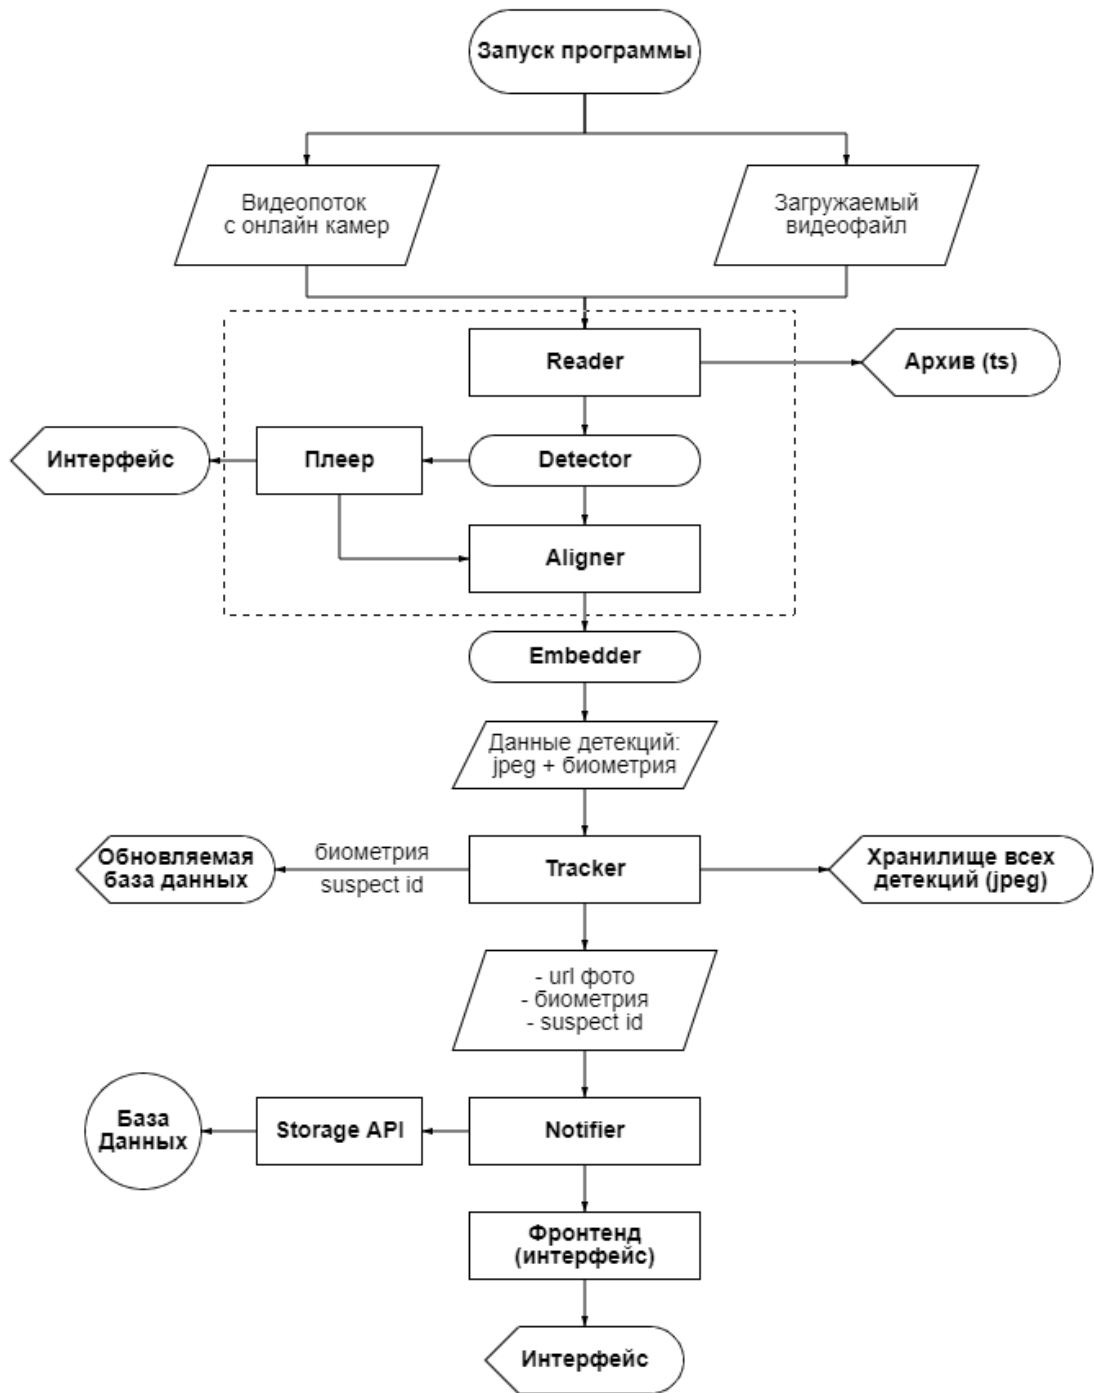 Запуск программы
Видеопоток
с онлайн камер
Загружаемый
видеофайл
Reader
Архив (ts)
Интерфейс
Плеер
Detector
Aligner
Embedder
Данные детекций:
jpeg + биометрия
Обновляемая
база данных
биометрия
suspect id
Tracker
Хранилище всех
детекций (jpeg)
- url фото
- биометрия
- suspect id
База
Данных
Storage API
Notifier
Фронтенд
(интерфейс)
Интерфейс